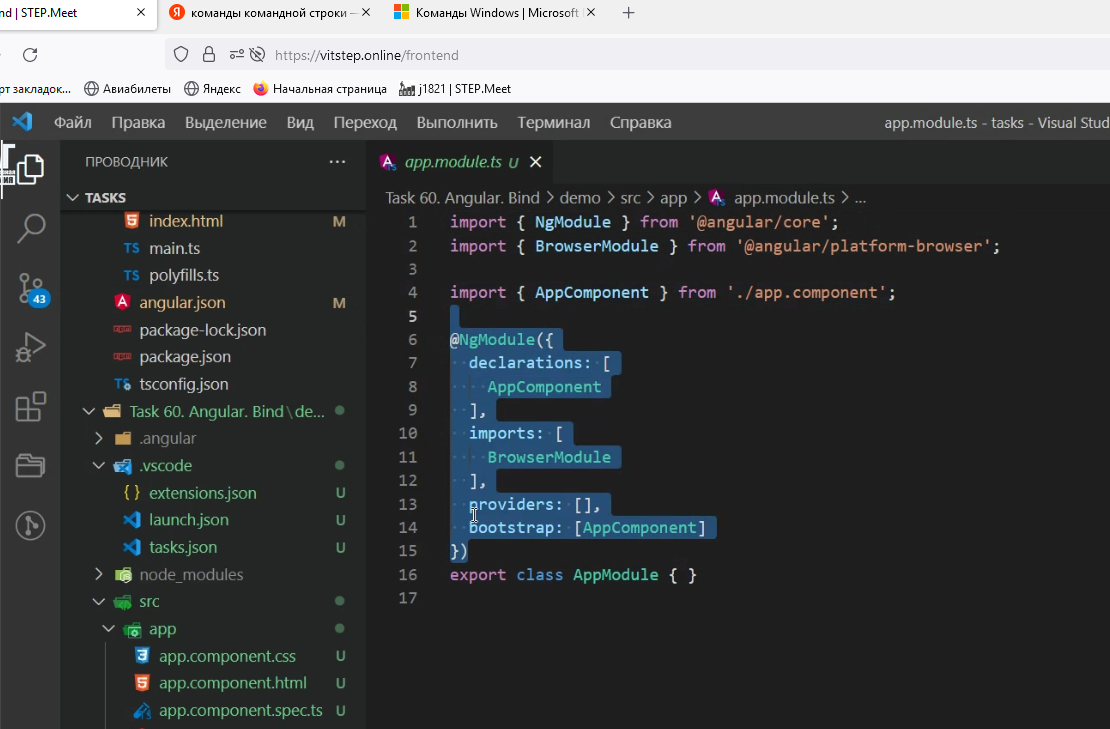 nd | STEP.Meet
команды командной строки –
Команды Windows | Microsoft
https://vitstep.online/frontend
рт закладок...
Авиабилеты
Яндекс
Начальная страница
j1821 | STEP.Meet
Файл Правка Выделение Вид Переход Выполнить Терминал Справка
app.module.ts - tasks - Visual Stud
ПРОВОДНИК
TASKS
index.html M
main.ts
polyfills.ts
angular.json M
package-lock.json
package.json
tsconfig.json
Task 60. Angular. Bind \ de...
.angular
.vscode
extensions.json U
launch.json U
tasks.json U
node_modules
src
app
app.component.css U
app.component.html U
app.component.spec.ts U
43
app.module.ts U
Task 60. Angular. Bind > demo > src > app > app.module.ts > ...
1 import { NgModule } from '@angular/core';
2 import { BrowserModule } from '@angular/platform-browser';
3
4 import { AppComponent } from './app.component';
5
6 @NgModule({
7 declarations: [
8 AppComponent
9 ],
10 imports: [
11 BrowserModule
12 ],
13 providers: [],
14 bootstrap: [AppComponent]
15 })
16 export class AppModule { }
17